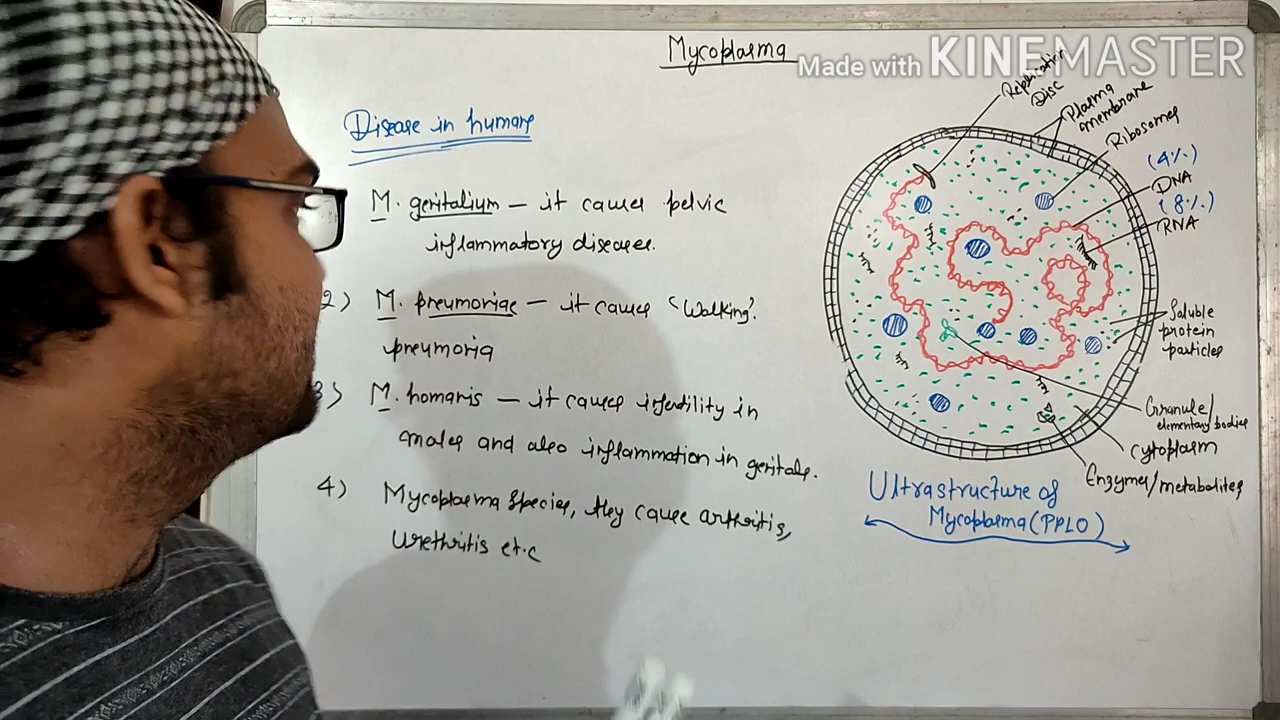 Mycoplasma
Made with KINEMASTER
Disease in humans
M. genitalium – it causes pelvic
inflammatory diseases.
2) M. pneumoniae – it causes 'Walking'.
pneumonia
3) M. homanis – it causes infertility in
males and also inflammation in genitals.
4) Mycoplasma species, they cause arthritis,
Urethritis etc
Replication
Disc
Plasma
membrane
Ribosomes
(4%)
DNA
(8%)
RNA
Soluble
protein
particles
Granule/
elementary bodies
cytoplasm
Enzymes/metabolites
Ultrastructure of
Mycoplasma (PPLO)